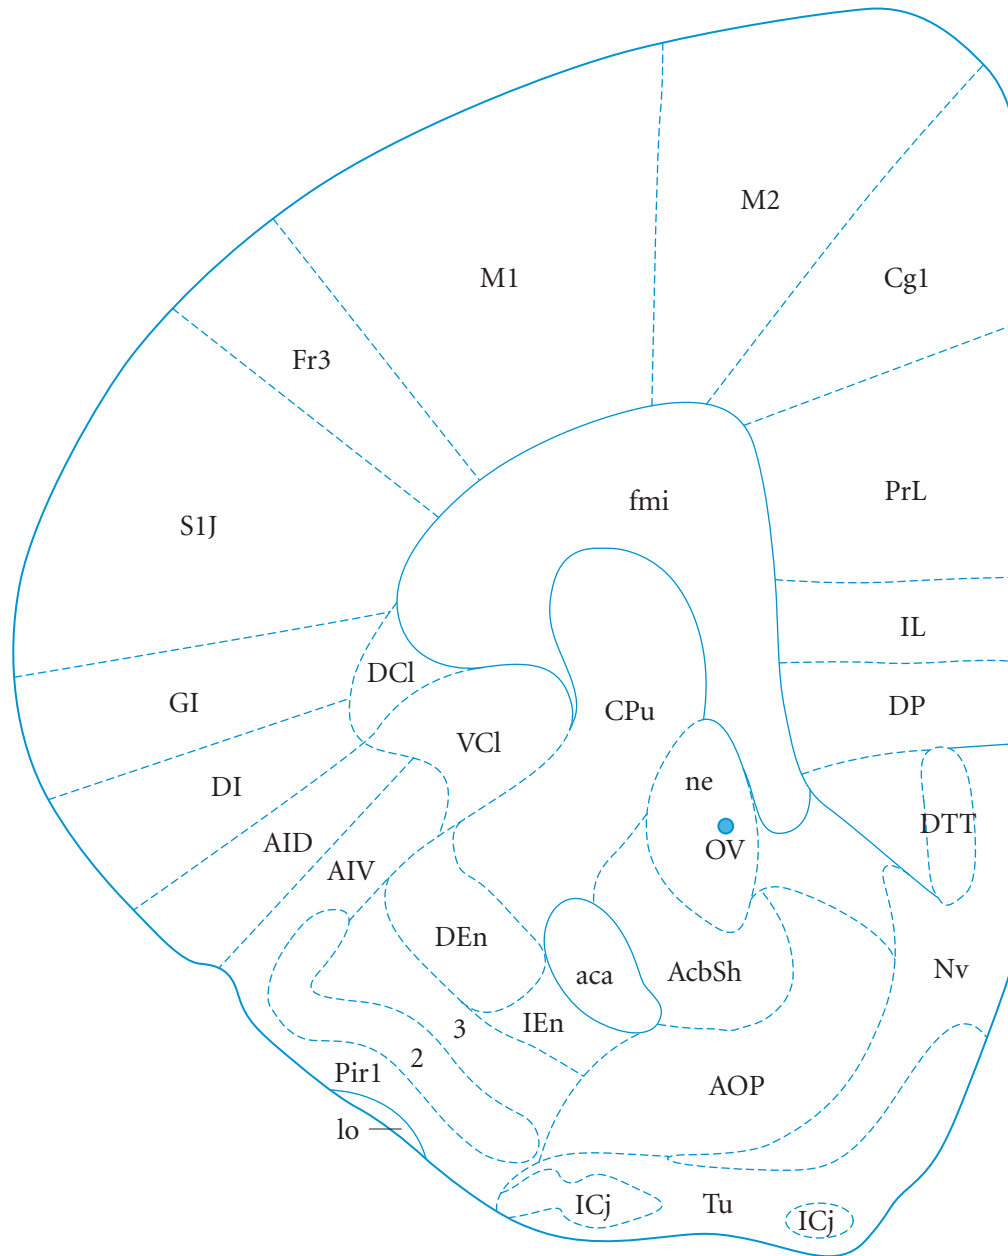 M2
M1
Cg1
Fr3
PrL
fmi
S1J
IL
DCl
GI
CPu
DP
VCl
ne
DI
DTT
AID
OV
AIV
DEn
AcbSh
Nv
aca
IEn
3
2
Pir1
AOP
lo
ICj
Tu
ICj